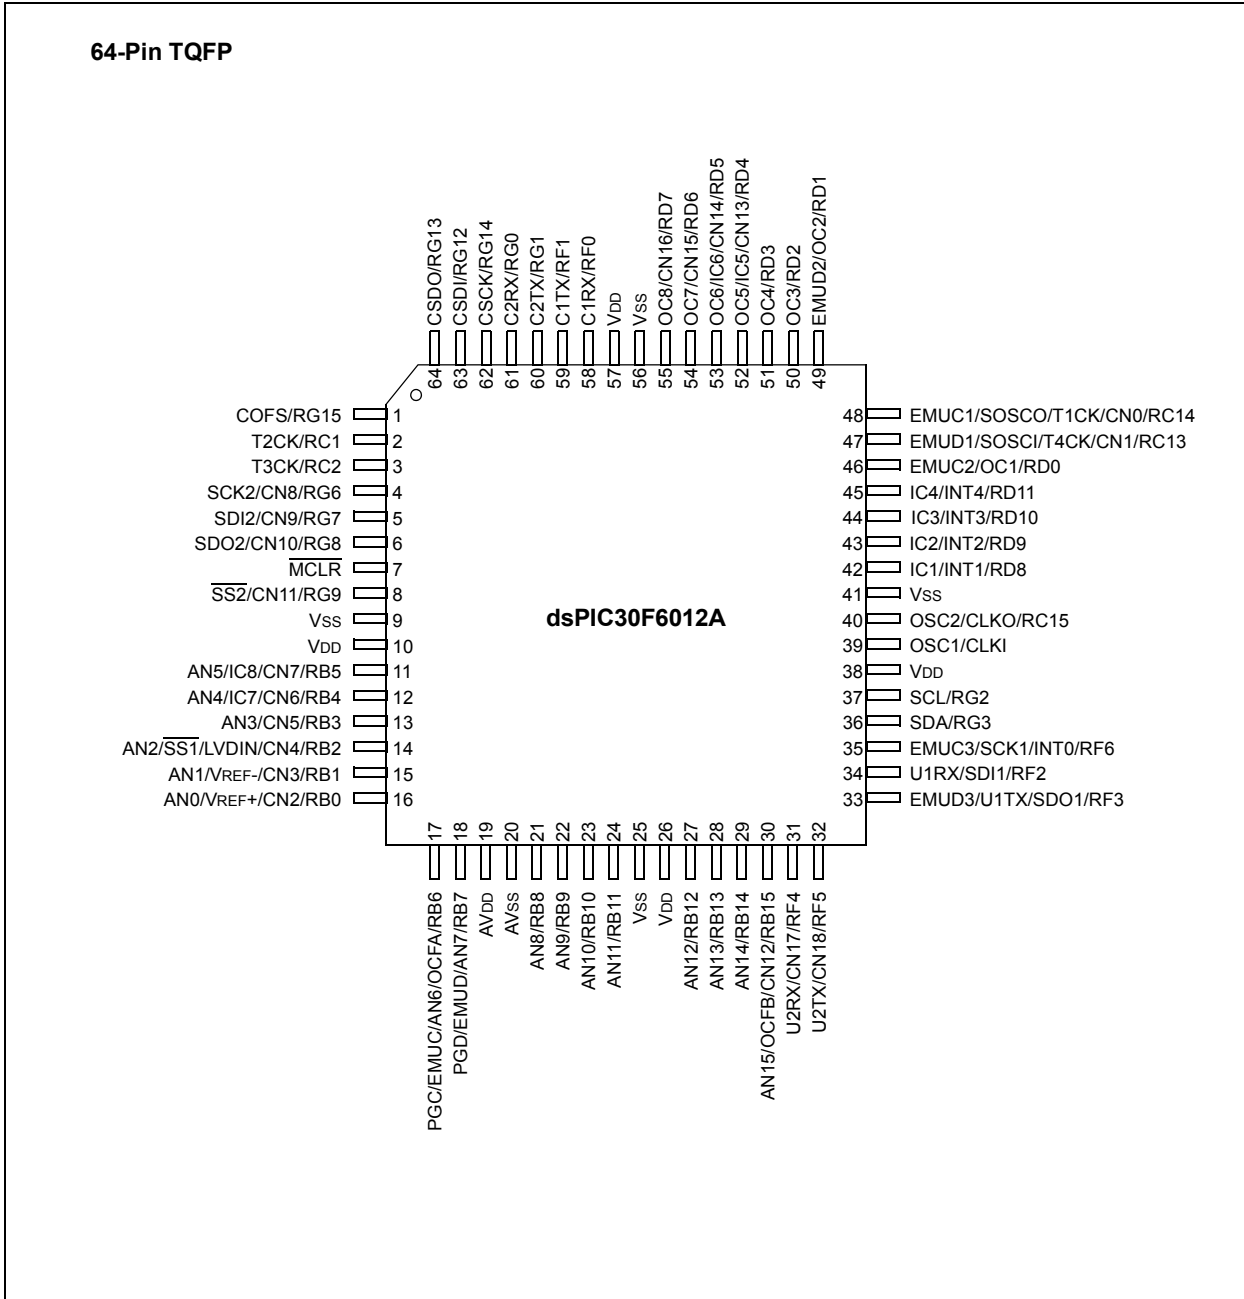 64-Pin TQFP
CSDO/RG13
CSDI/RG12
CSCK/RG14
C2RX/RG0
C2TX/RG1
C1TX/RF1
C1RX/RF0
VDD
VSS
OC8/CN16/RD7
OC7/CN15/RD6
OC6/IC6/CN14/RD5
OC5/IC5/CN13/RD4
OC4/RD3
OC3/RD2
EMUD2/OC2/RD1
64
63
62
61
60
59
58
57
56
55
54
53
52
51
50
49
COFS/RG15 1
T2CK/RC1 2
T3CK/RC2 3
SCK2/CN8/RG6 4
SDI2/CN9/RG7 5
SDO2/CN10/RG8 6
MCLR 7
SS2/CN11/RG9 8
VSS 9
VDD 10
AN5/IC8/CN7/RB5 11
AN4/IC7/CN6/RB4 12
AN3/CN5/RB3 13
AN2/SS1/LVDIN/CN4/RB2 14
AN1/VREF-/CN3/RB1 15
AN0/VREF+/CN2/RB0 16
dsPIC30F6012A
48 EMUC1/SOSCO/T1CK/CN0/RC14
47 EMUD1/SOSCI/T4CK/CN1/RC13
46 EMUC2/OC1/RD0
45 IC4/INT4/RD11
44 IC3/INT3/RD10
43 IC2/INT2/RD9
42 IC1/INT1/RD8
41 VSS
40 OSC2/CLKO/RC15
39 OSC1/CLKI
38 VDD
37 SCL/RG2
36 SDA/RG3
35 EMUC3/SCK1/INT0/RF6
34 U1RX/SDI1/RF2
33 EMUD3/U1TX/SDO1/RF3
17
18
19
20
21
22
23
24
25
26
27
28
29
30
31
32
PGC/EMUC/AN6/OCFA/RB6
PGD/EMUD/AN7/RB7
AVDD
AVSS
AN8/RB8
AN9/RB9
AN10/RB10
AN11/RB11
VSS
VDD
AN12/RB12
AN13/RB13
AN14/RB14
AN15/OCFB/CN12/RB15
U2RX/CN17/RF4
U2TX/CN18/RF5